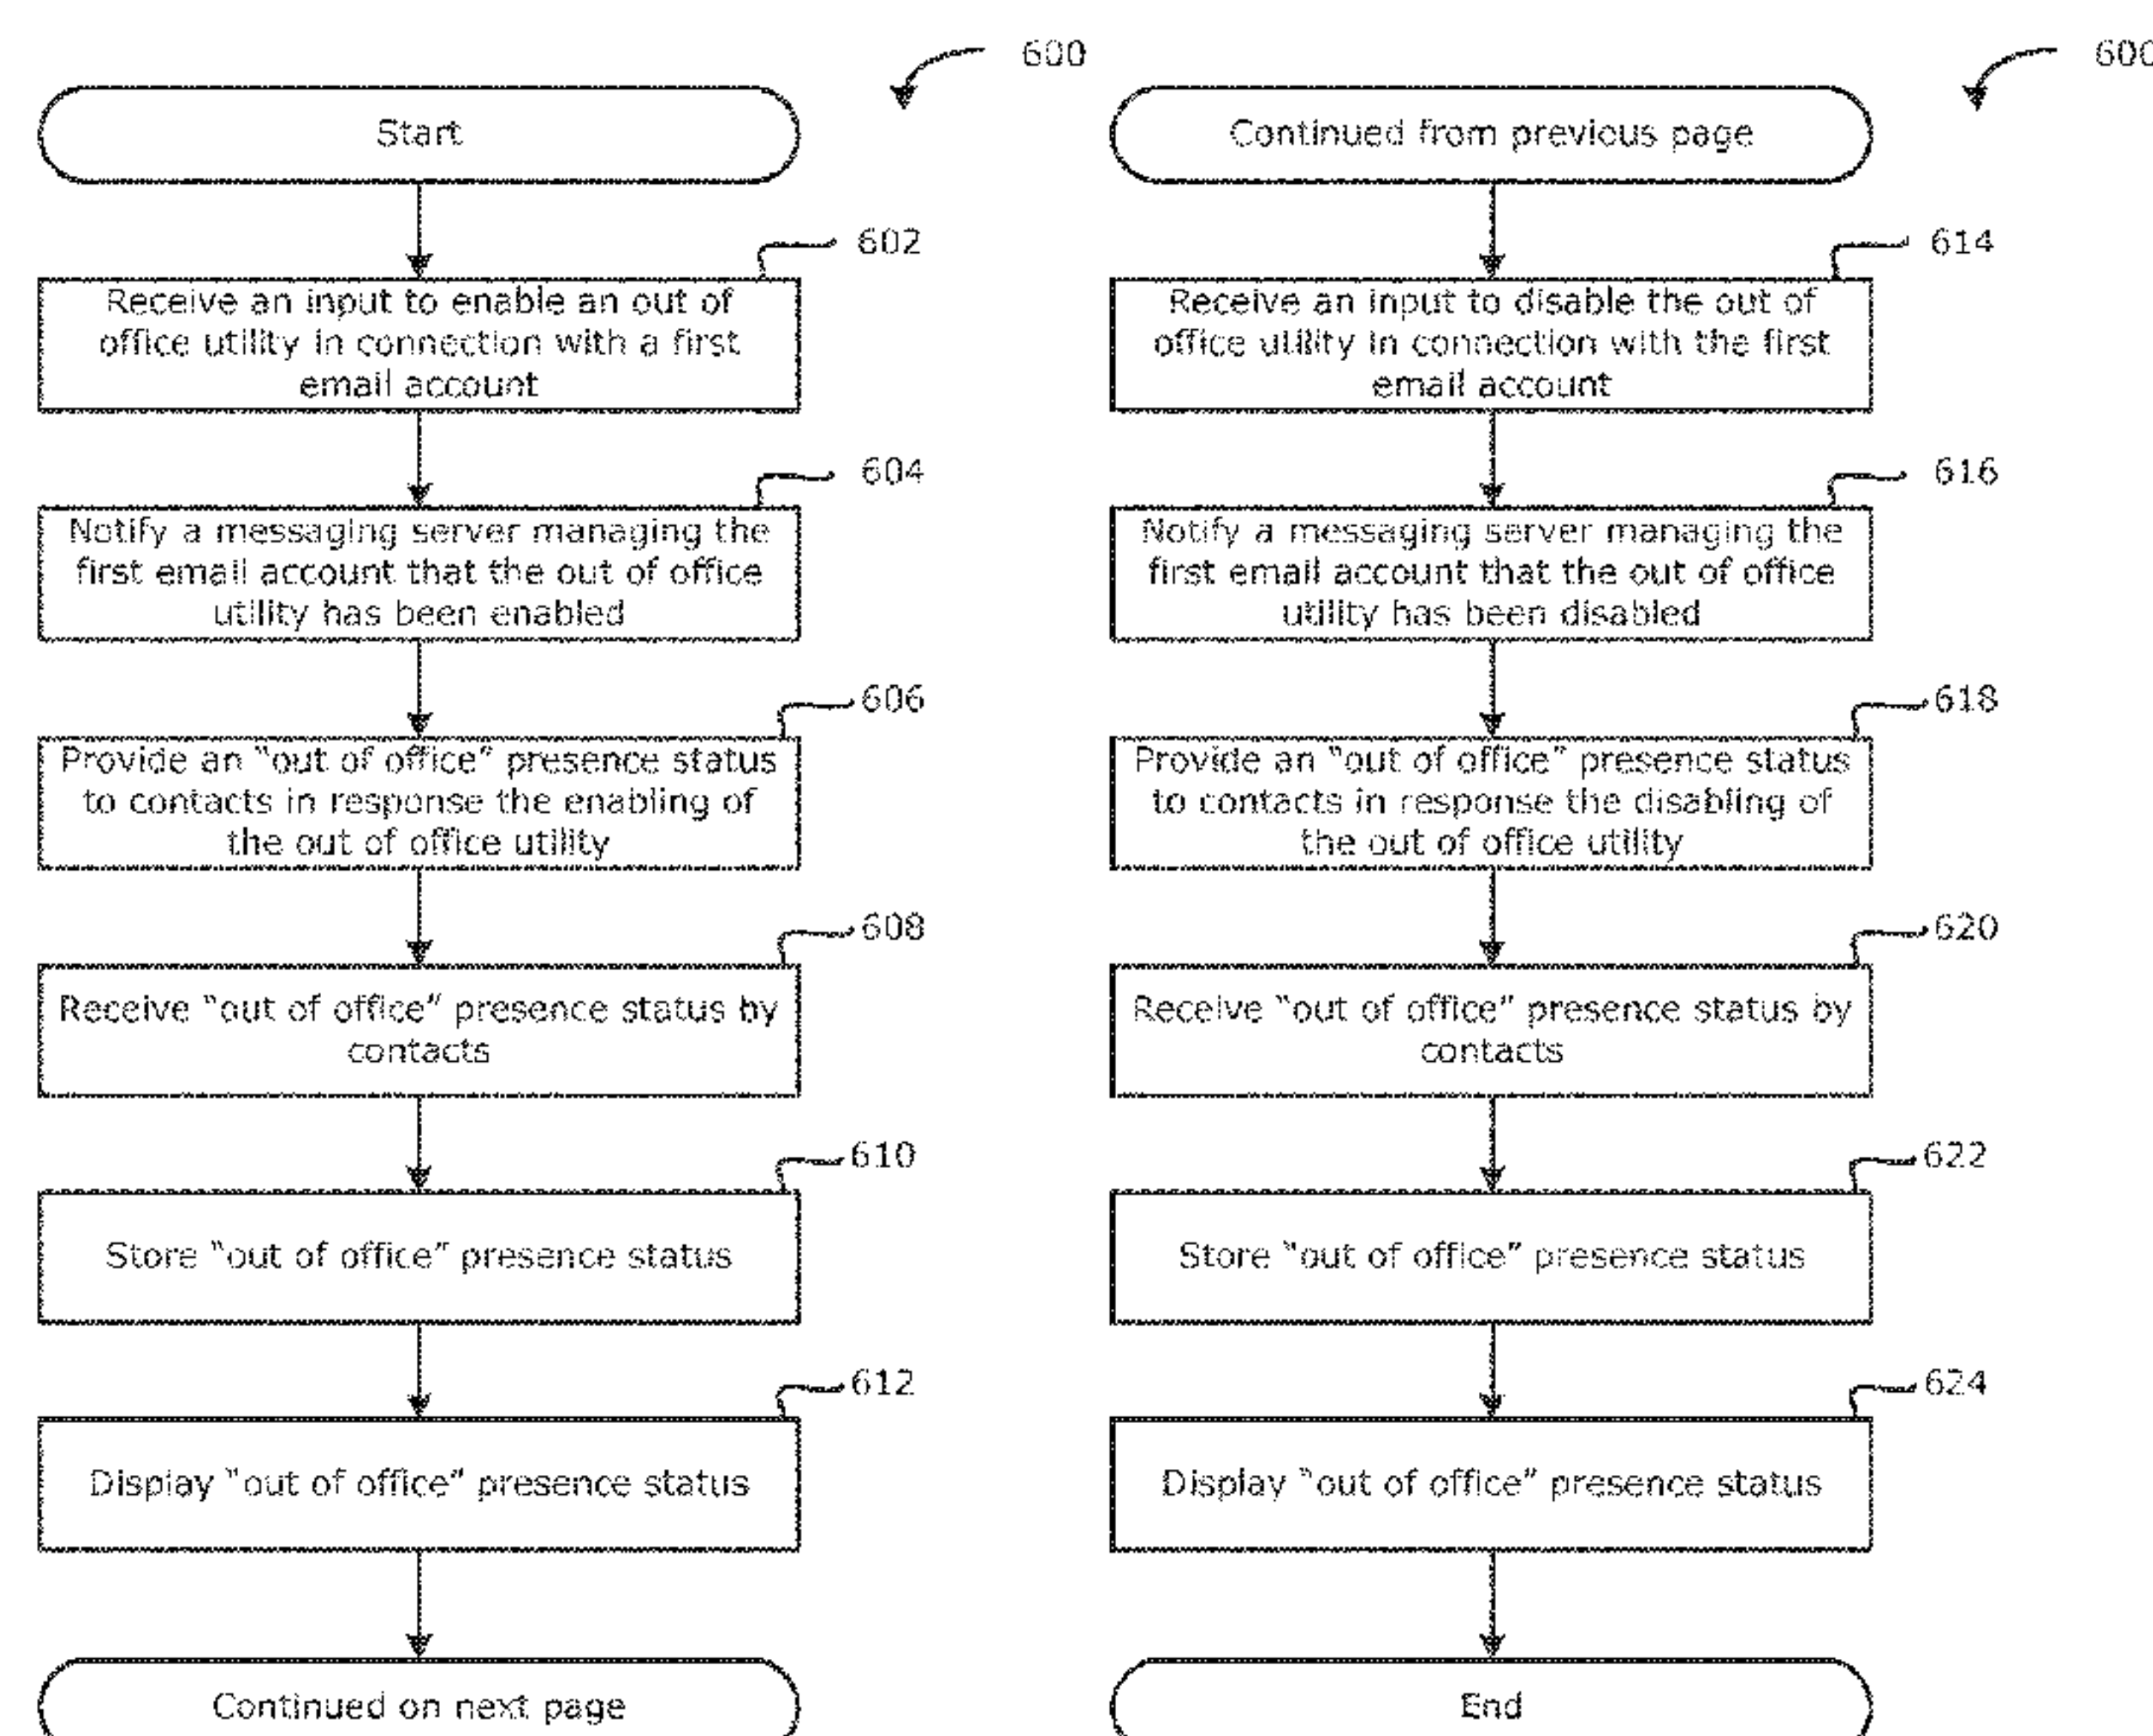 600
Start
602
Receive an input to enable an out of
office utility in connection with a first
email account
604
Notify a messaging server managing the
first email account that the out of office
utility has been enabled
606
Provide an “out of office” presence status
to contacts in response the enabling of
the out of office utility
608
Receive “out of office” presence status by
contacts
610
Store “out of office” presence status
612
Display “out of office” presence status
Continued on next page
600
Continued from previous page
614
Receive an input to disable the out of
office utility in connection with the first
email account
616
Notify a messaging server managing the
first email account that the out of office
utility has been disabled
618
Provide an “out of office” presence status
to contacts in response the disabling of
the out of office utility
620
Receive “out of office” presence status by
contacts
622
Store “out of office” presence status
624
Display “out of office” presence status
End